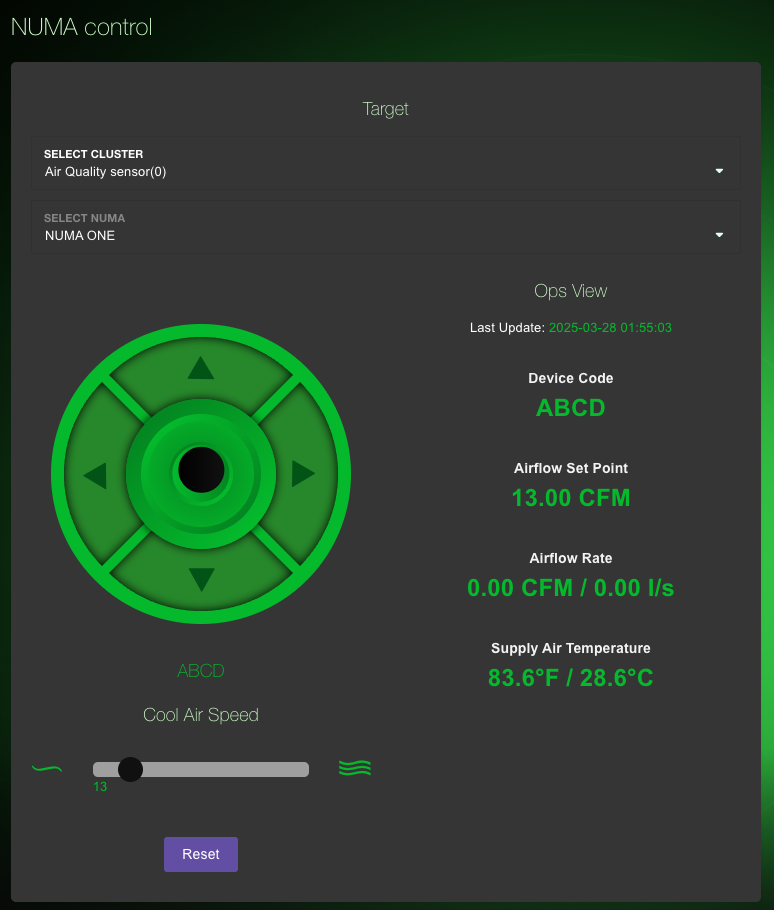 NUMA control
Target
SELECT CLUSTER
Air Quality sensor(0)
SELECT NUMA
NUMA ONE
Ops View
Last Update: 2025-03-28 01:55:03
Device Code
ABCD
Airflow Set Point
13.00 CFM
Airflow Rate
0.00 CFM / 0.00 l/s
Supply Air Temperature
83.6°F / 28.6°C
ABCD
Cool Air Speed
13
Reset